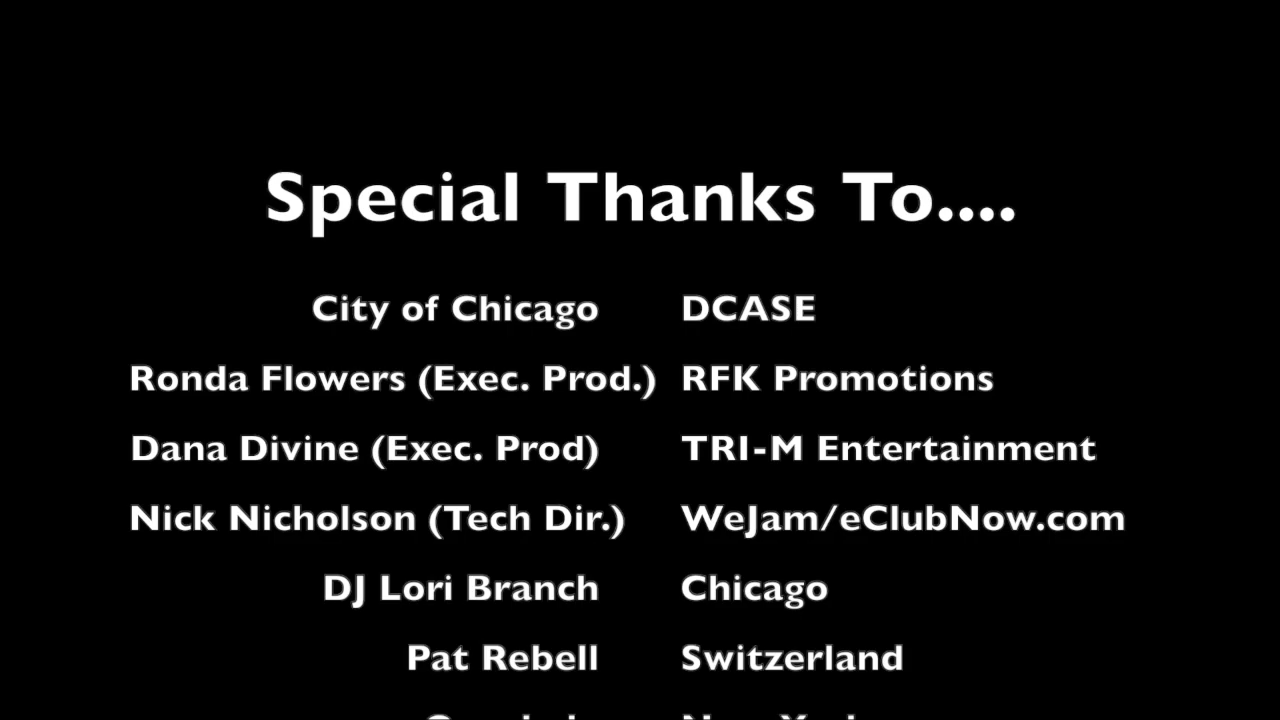 Special Thanks To....
City of Chicago DCASE
Ronda Flowers (Exec. Prod.) RFK Promotions
Dana Divine (Exec. Prod) TRI-M Entertainment
Nick Nicholson (Tech Dir.) WeJam/eClubNow.com
DJ Lori Branch Chicago
Pat Rebell Switzerland